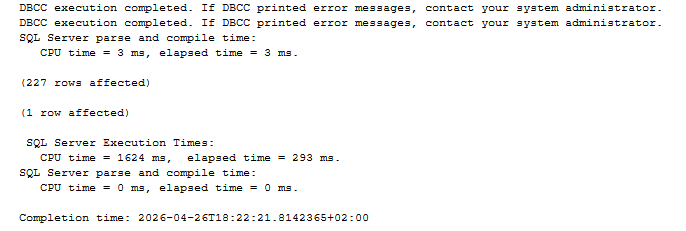 DBCC execution completed. If DBCC printed error messages, contact your system administrator.
DBCC execution completed. If DBCC printed error messages, contact your system administrator.
SQL Server parse and compile time:
   CPU time = 3 ms, elapsed time = 3 ms.

(227 rows affected)

(1 row affected)

 SQL Server Execution Times:
   CPU time = 1624 ms,  elapsed time = 293 ms.
SQL Server parse and compile time:
   CPU time = 0 ms, elapsed time = 0 ms.

Completion time: 2026-04-26T18:22:21.8142365+02:00